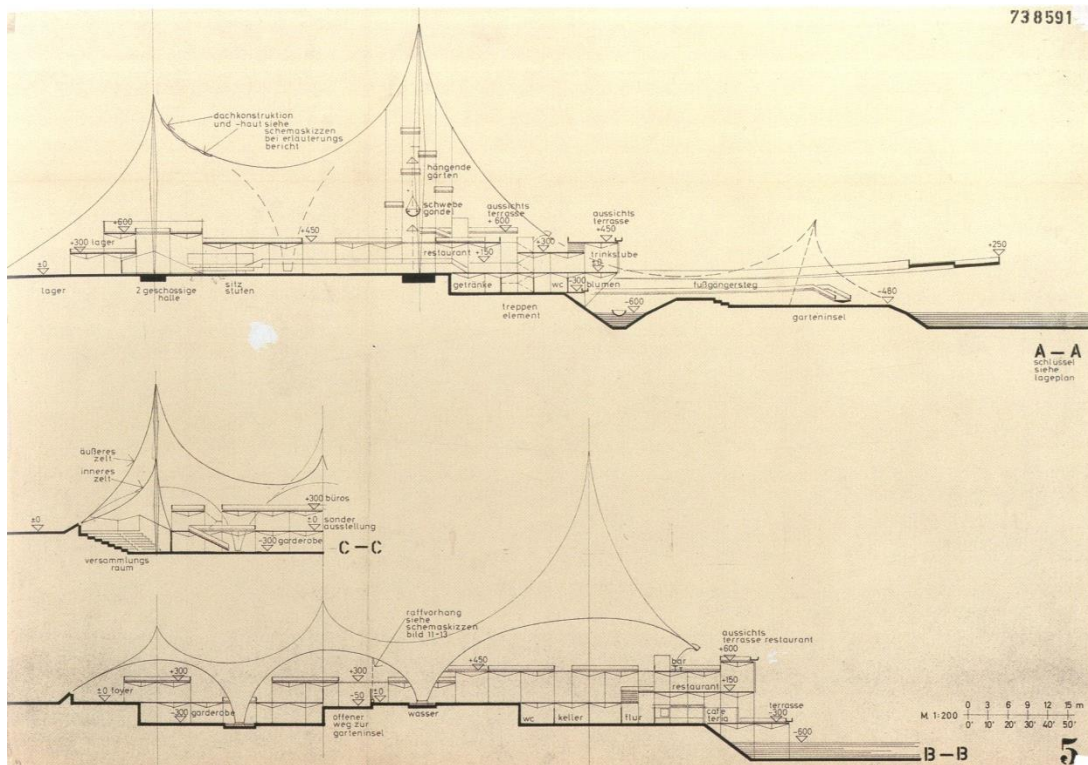 738591
dachkonstruktion
und -haut siehe
schemaskizzen
bei erläuterungs
bericht
hängende
gärten
schwebe
gondel
aussichts
terrasse
+600
aussichts
terrasse
+450
+600
+300 lager
+450
restaurant
+150
+300
trinkstube
±0
+250
±0
lager
2 geschossige
halle
sitz
stufen
getränke
wc
-300
blumen
fußgängersteg
-480
treppen
element
-600
garteninsel
A-A
schlüssel
siehe
lageplan
äußeres
zelt
inneres
zelt
±0
+300 büros
±0 sonder
ausstellung
-300 garderobe
C-C
versammlungs
raum
raffvorhang
siehe
schemaskizzen
bild 11-13
aussichts
terrasse restaurant
+600
+300
+300
+450
bar
±0 foyer
-50
±0
restaurant
+150
-300
garderobe
offener
weg zur
garteninsel
wasser
wc
keller
flur
cafe
teria
terrasse
-300
-600
B-B
M. 1:200
0 3 6 9 12 15 m
0' 10' 20' 30' 40' 50'
5